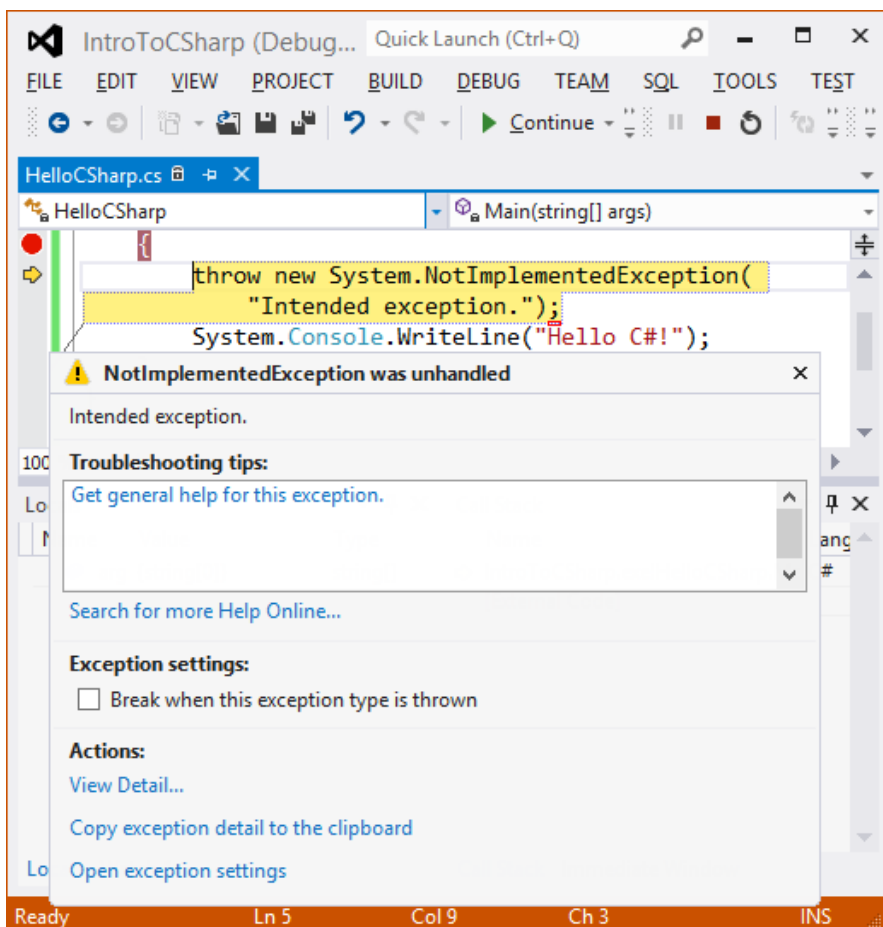 IntroToCSharp (Debug... Quick Launch (Ctrl+Q)
FILE EDIT VIEW PROJECT BUILD DEBUG TEAM SQL TOOLS TEST
Continue
HelloCSharp.cs
HelloCSharp Main(string[] args)
{
throw new System.NotImplementedException(
"Intended exception.");
System.Console.WriteLine("Hello C#!");
NotImplementedException was unhandled
Intended exception.
100
Troubleshooting tips:
Lo
Get general help for this exception.
N
ang
#
Search for more Help Online...
Exception settings:
Break when this exception type is thrown
Actions:
View Detail...
Copy exception detail to the clipboard
Lo
Open exception settings
Ready Ln 5 Col 9 Ch 3 INS